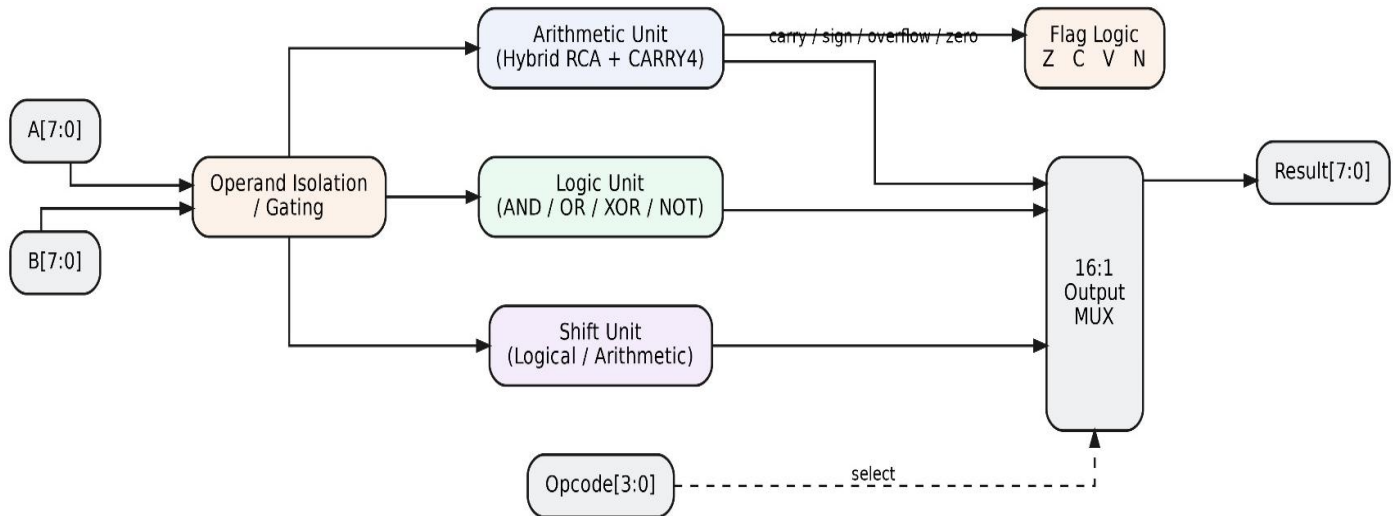 Arithmetic Unit
(Hybrid RCA + CARRY4)
carry / sign / overflow / zero
Flag Logic
Z C V N
A[7:0]
B[7:0]
Operand Isolation
/ Gating
Logic Unit
(AND / OR / XOR / NOT)
Shift Unit
(Logical / Arithmetic)
16:1
Output
MUX
Result[7:0]
Opcode[3:0]
select